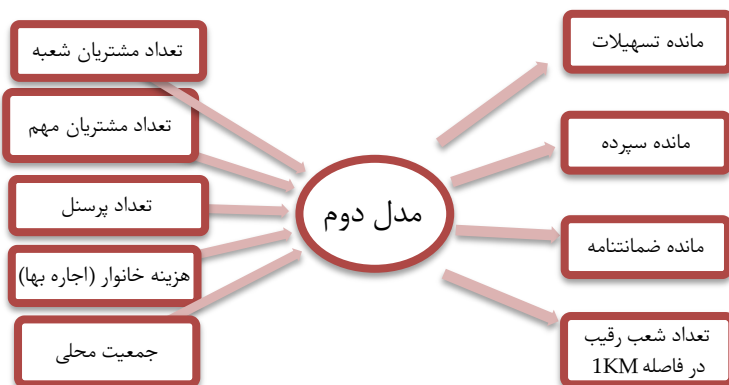 تعداد مشتریان شعبه
تعداد مشتریان مهم
تعداد پرسنل
هزینه خانوار (اجاره بها)
جمعیت محلی
مدل دوم
مانده تسهیلات
مانده سپرده
مانده ضمانتنامه
تعداد شعب رقیب
در فاصله 1KM